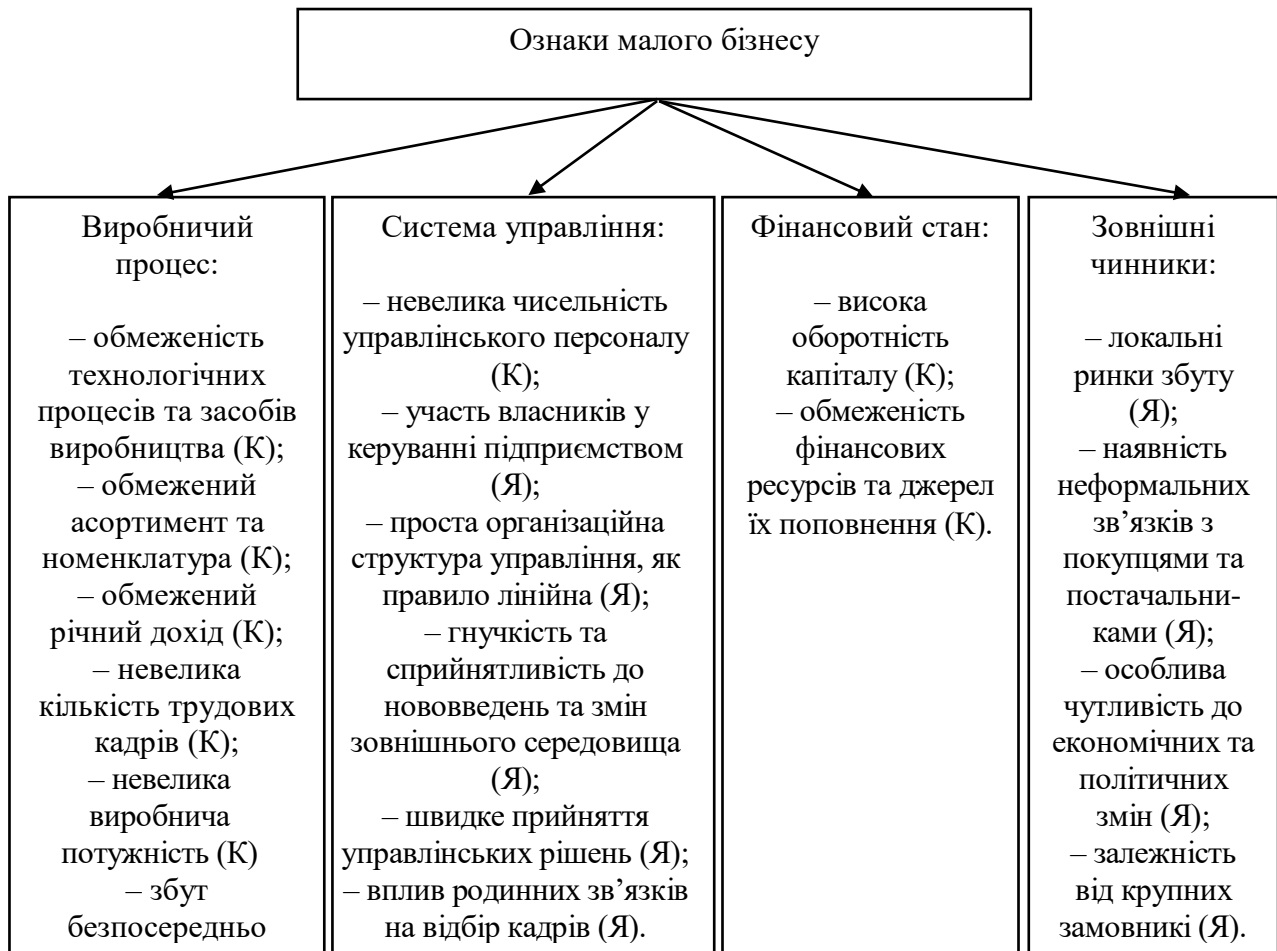 Ознаки малого бізнесу
Виробничий
процес:
– обмеженість
технологічних
процесів та засобів
виробництва (К);
– обмежений
асортимент та
номенклатура (К);
– обмежений
річний дохід (К);
– невелика
кількість трудових
кадрів (К);
– невелика
виробнича
потужність (К)
– збут
безпосередньо
Система управління:
– невелика чисельність
управлінського персоналу
(К);
– участь власників у
керуванні підприємством
(Я);
– проста організаційна
структура управління, як
правило лінійна (Я);
– гнучкість та
сприйнятливість до
нововведень та змін
зовнішнього середовища
(Я);
– швидке прийняття
управлінських рішень (Я);
– вплив родинних зв’язків
на відбір кадрів (Я).
Фінансовий стан:
– висока
оборотність
капіталу (К);
– обмеженість
фінансових
ресурсів та джерел
їх поповнення (К).
Зовнішні
чинники:
– локальні
ринки збуту
(Я);
– наявність
неформальних
зв’язків з
покупцями та
постачальни-
ками (Я);
– особлива
чутливість до
економічних та
політичних
змін (Я);
– залежність
від крупних
замовникі (Я).